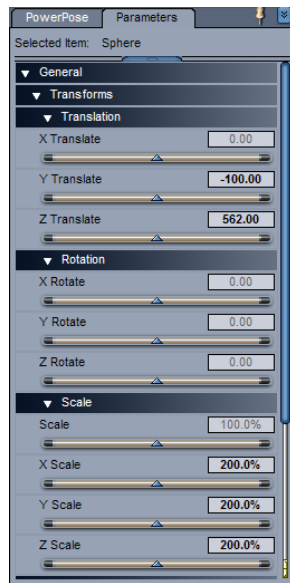 PowerPose Parameters
Selected Item: Sphere
General
Transforms
Translation
X Translate 0.00
Y Translate -100.00
Z Translate 562.00
Rotation
X Rotate 0.00
Y Rotate 0.00
Z Rotate 0.00
Scale
Scale 100.0%
X Scale 200.0%
Y Scale 200.0%
Z Scale 200.0%